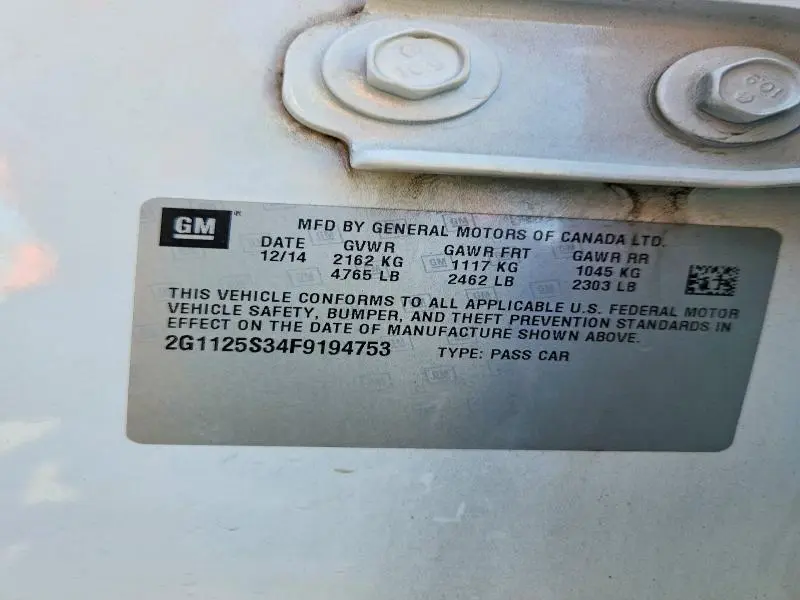 GM
MFD BY GENERAL MOTORS OF CANADA LTD.
DATE GVWR GAWR FRT GAWR RR
12/14 2162 KG 1117 KG 1045 KG
4765 LB 2462 LB 2303 LB
THIS VEHICLE CONFORMS TO ALL APPLICABLE U.S. FEDERAL MOTOR
VEHICLE SAFETY, BUMPER, AND THEFT PREVENTION STANDARDS IN
EFFECT ON THE DATE OF MANUFACTURE SHOWN ABOVE.
2G1125S34F9194753 TYPE: PASS CAR